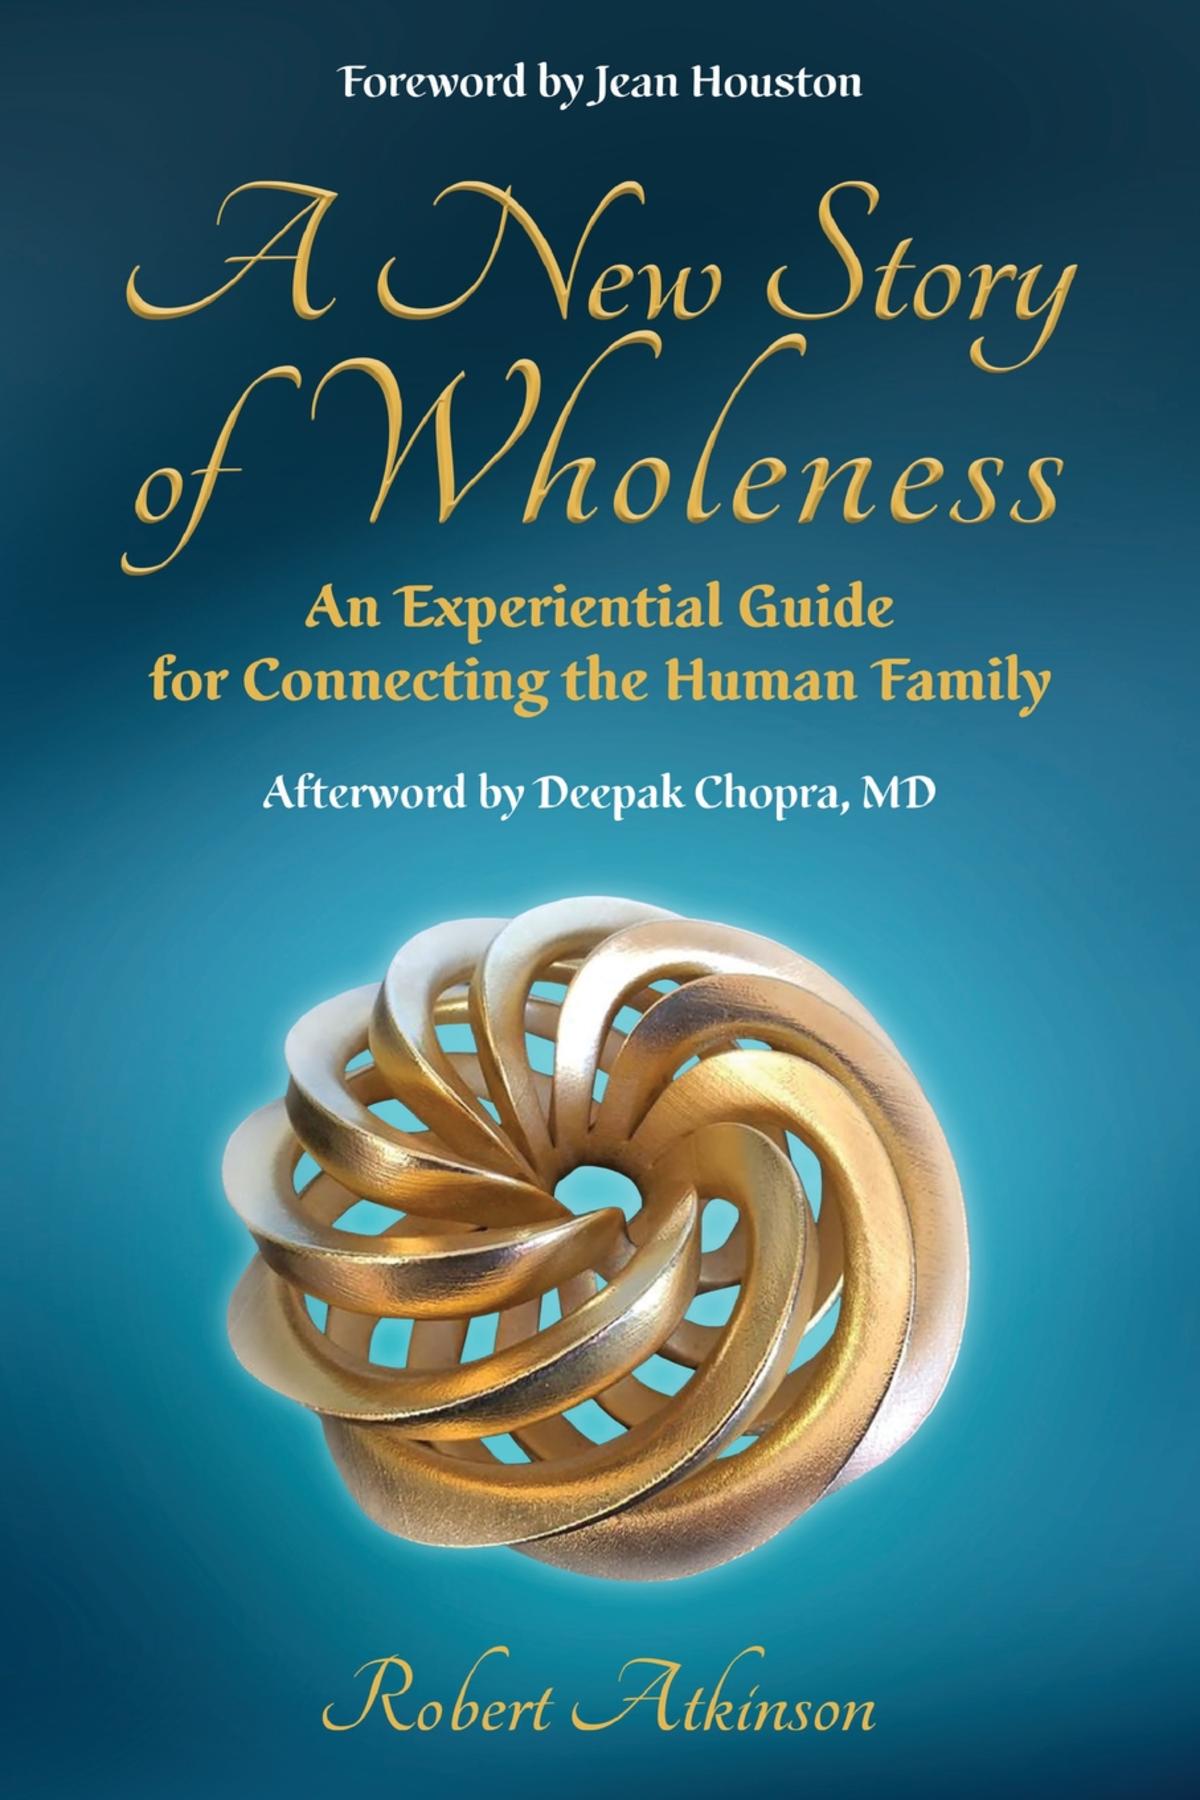 Foreword by Jean Houston
A New Story
of Wholeness
An Experiential Guide
for Connecting the Human Family
Afterword by Deepak Chopra, MD
Robert Atkinson